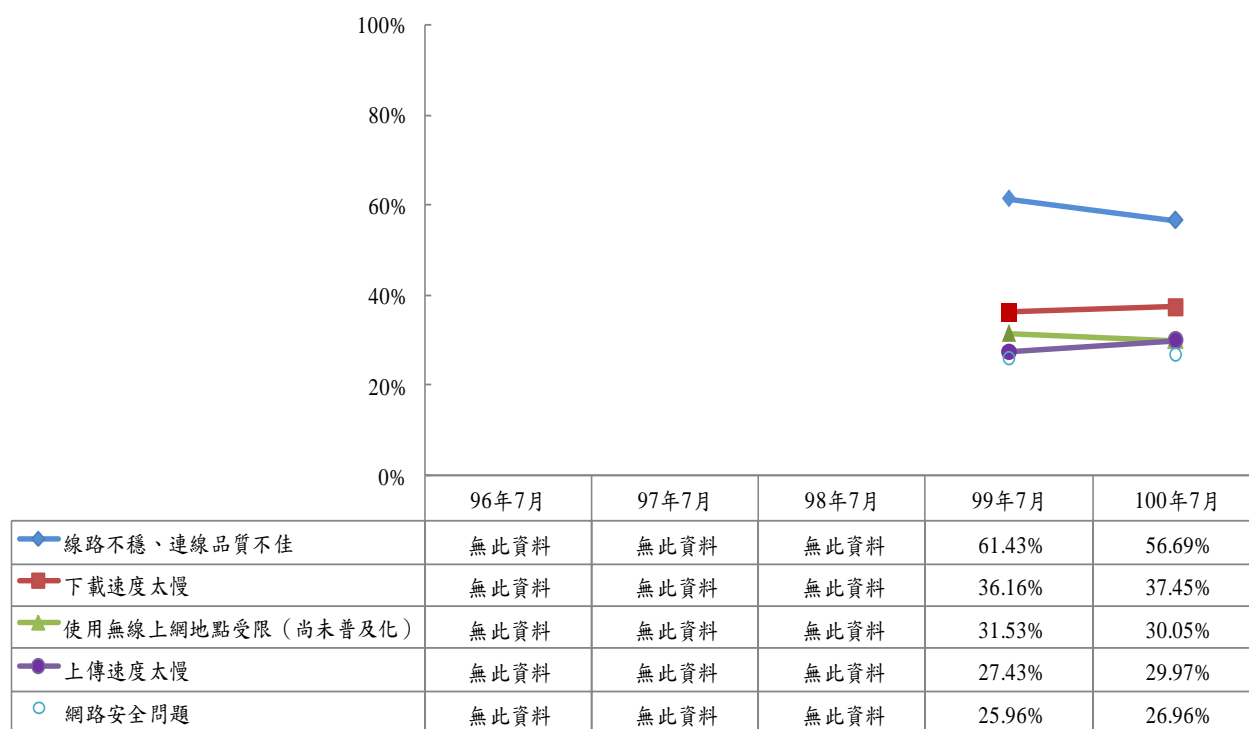 100%
80%
60%
40%
20%
0%
96年7月 97年7月 98年7月 99年7月 100年7月
線路不穩、連線品質不佳 無此資料 無此資料 無此資料 61.43% 56.69%
下載速度太慢 無此資料 無此資料 無此資料 36.16% 37.45%
使用無線上網地點受限（尚未普及化） 無此資料 無此資料 無此資料 31.53% 30.05%
上傳速度太慢 無此資料 無此資料 無此資料 27.43% 29.97%
網路安全問題 無此資料 無此資料 無此資料 25.96% 26.96%